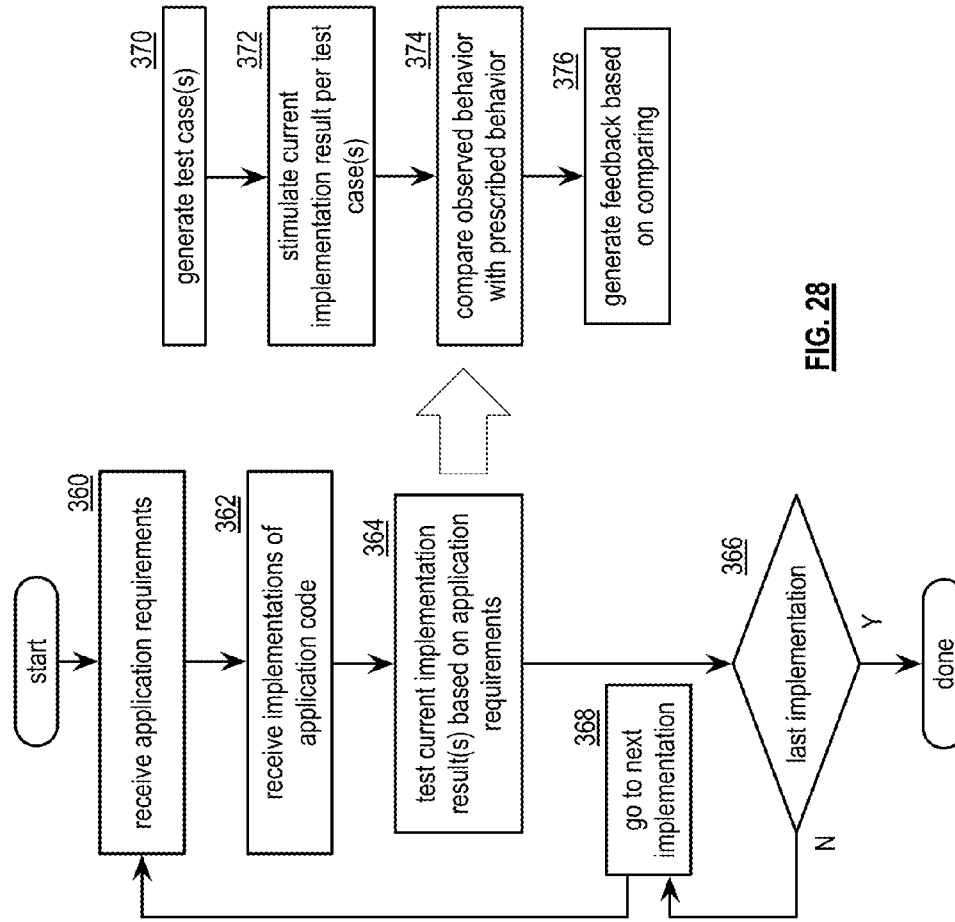 start
360
receive application requirements
362
receive implementations of
application code
364
test current implementation
result(s) based on application
requirements
368
go to next
implementation
366
last implementation
N
Y
done
370
generate test case(s)
372
stimulate current
implementation result per test
case(s)
374
compare observed behavior
with prescribed behavior
376
generate feedback based
on comparing
FIG. 28